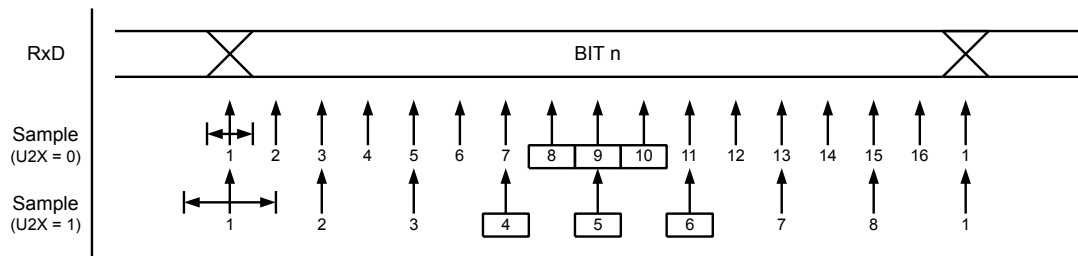 RxD BIT n
Sample
(U2X = 0)
1 2 3 4 5 6 7 8 9 10 11 12 13 14 15 16 1
Sample
(U2X = 1)
1 2 3 4 5 6 7 8 1